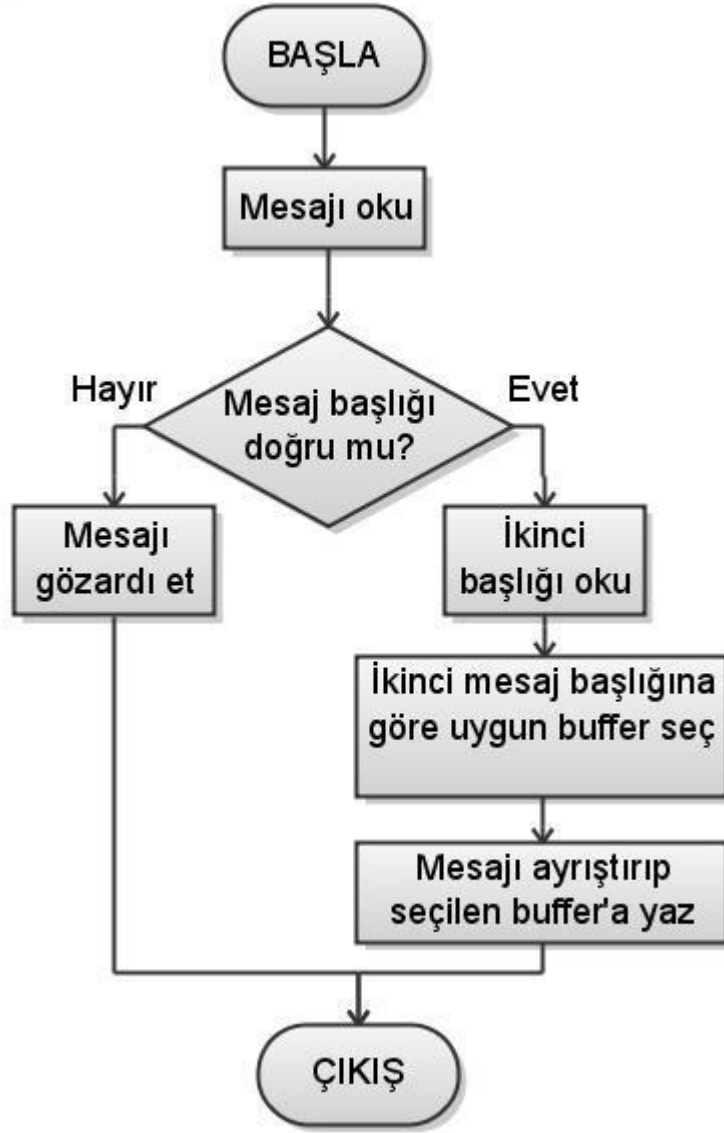 BAŞLA
Mesajı oku
Hayır
Evet
Mesaj başlığı
doğru mu?
Mesajı
gözardı et
İkinci
başlığı oku
İkinci mesaj başlığına
göre uygun buffer seç
Mesajı ayrıştırıp
seçilen buffer'a yaz
ÇIKIŞ